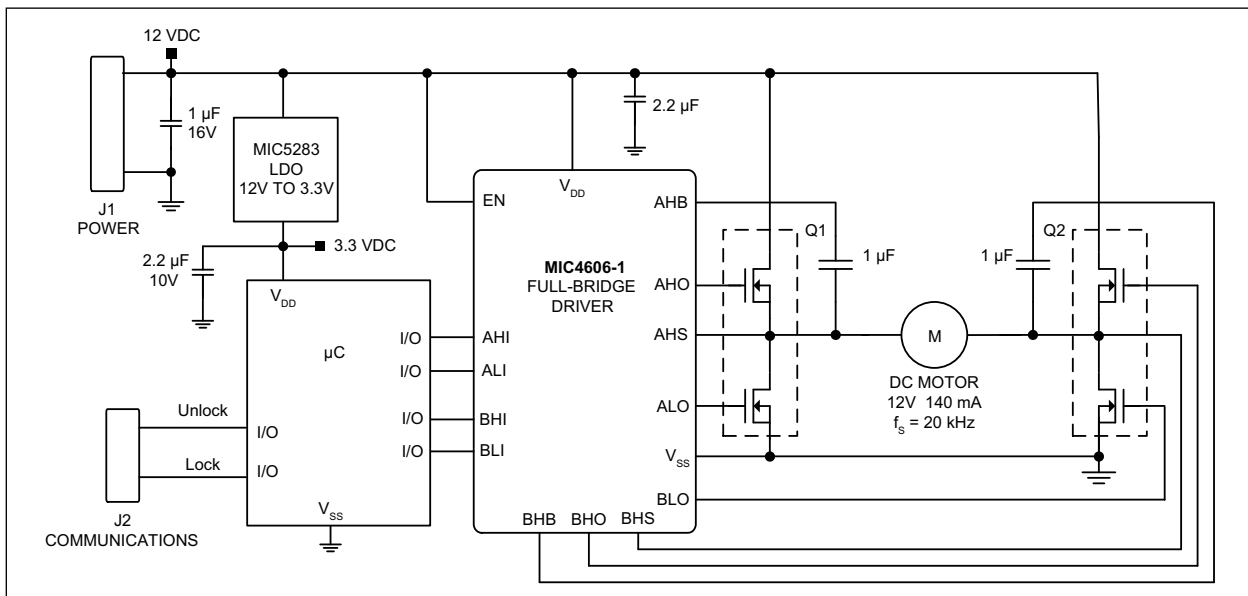 12 VDC
1 µF
16V
J1
POWER
MIC5283
LDO
12V TO 3.3V
2.2 µF
10V
3.3 VDC
V_DD
µC
I/O
I/O
I/O
I/O
Unlock
I/O
Lock
I/O
V_SS
J2
COMMUNICATIONS
2.2 µF
V_DD
EN
MIC4606-1
FULL-BRIDGE
DRIVER
AHI
ALI
BHI
BLI
AHB
AHO
AHS
ALO
V_SS
BLO
BHB
BHO
BHS
Q1
1 µF
1 µF
Q2
M
DC MOTOR
12V 140 mA
f_S = 20 kHz